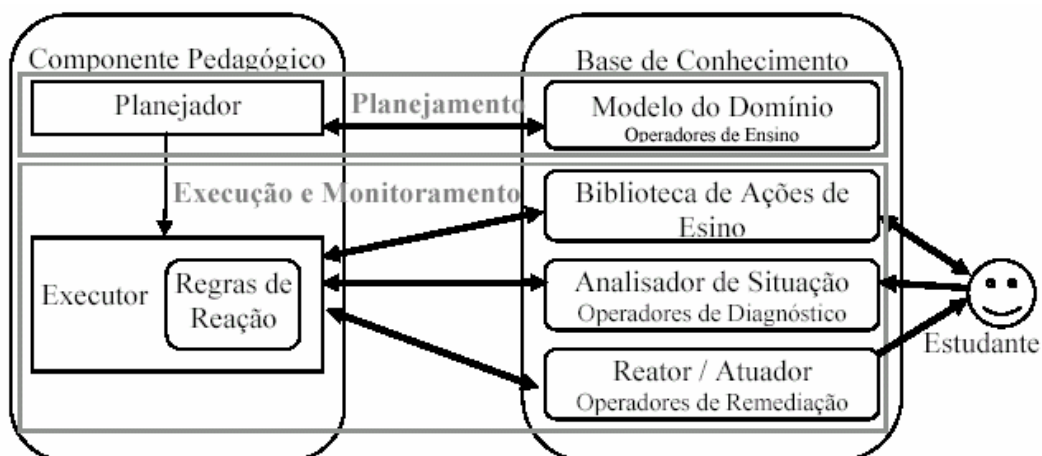 Componente Pedagógico
Planejador
Planejamento
Execução e Monitoramento
Executor
Regras de
Reação
Base de Conhecimento
Modelo do Domínio
Operadores de Ensino
Biblioteca de Ações de
Esino
Analisador de Situação
Operadores de Diagnóstico
Reator / Atuador
Operadores de Remediação
Estudante